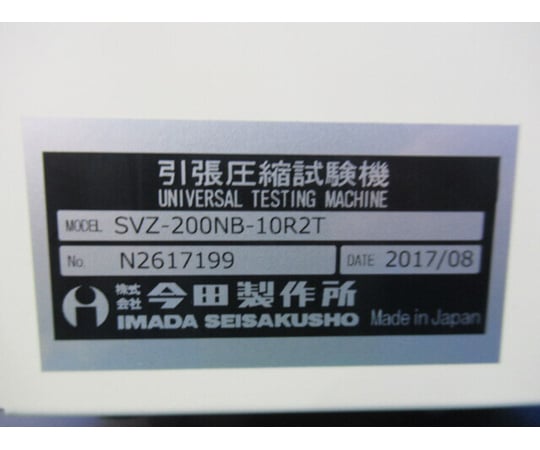 引張圧縮試験機
UNIVERSAL TESTING MACHINE
MODEL SVZ-200NB-10R2T
No. N2617199 DATE 2017/08
株式会社 今田製作所
IMADA SEISAKUSHO Made in Japan